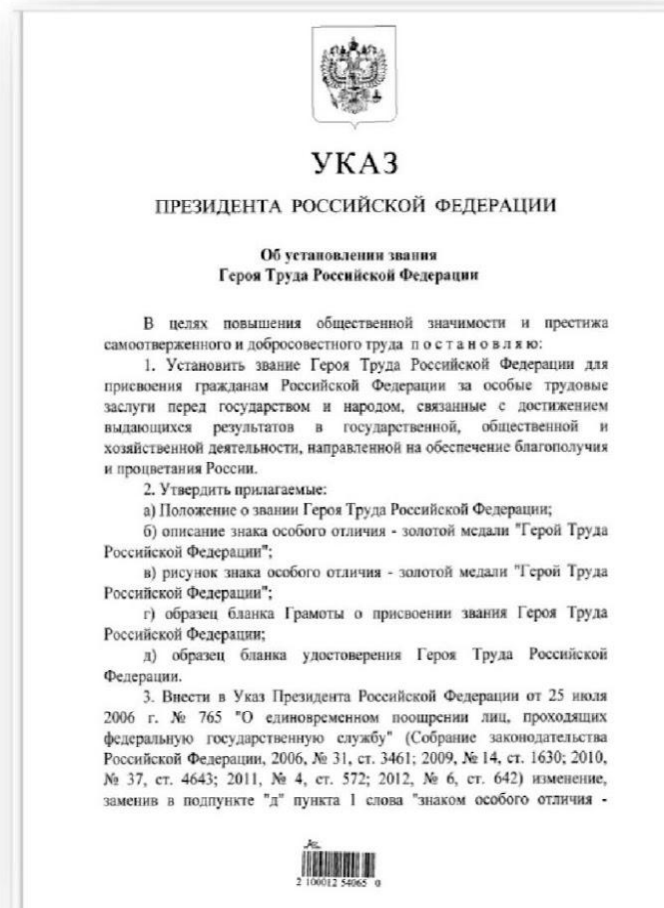 УКАЗ
ПРЕЗИДЕНТА РОССИЙСКОЙ ФЕДЕРАЦИИ
Об установлении звания
Героя Труда Российской Федерации
В целях повышения общественной значимости и престижа
самоотверженного и добросовестного труда п о с т а н о в л я ю:
1. Установить звание Героя Труда Российской Федерации для
присвоения гражданам Российской Федерации за особые трудовые
заслуги перед государством и народом, связанные с достижением
выдающихся результатов в государственной, общественной и
хозяйственной деятельности, направленной на обеспечение благополучия
и процветания России.
2. Утвердить прилагаемые:
а) Положение о звании Героя Труда Российской Федерации;
б) описание знака особого отличия - золотой медали "Герой Труда
Российской Федерации";
в) рисунок знака особого отличия - золотой медали "Герой Труда
Российской Федерации";
г) образец бланка Грамоты о присвоении звания Героя Труда
Российской Федерации;
д) образец бланка удостоверения Героя Труда Российской
Федерации.
3. Внести в Указ Президента Российской Федерации от 25 июля
2006 г. № 765 "О единовременном поощрении лиц, проходящих
федеральную государственную службу" (Собрание законодательства
Российской Федерации, 2006, № 31, ст. 3461; 2009, № 14, ст. 1630; 2010,
№ 37, ст. 4643; 2011, № 4, ст. 572; 2012, № 6, ст. 642) изменение,
заменив в подпункте "д" пункта 1 слова "знаком особого отличия -
2 100012 54065 0